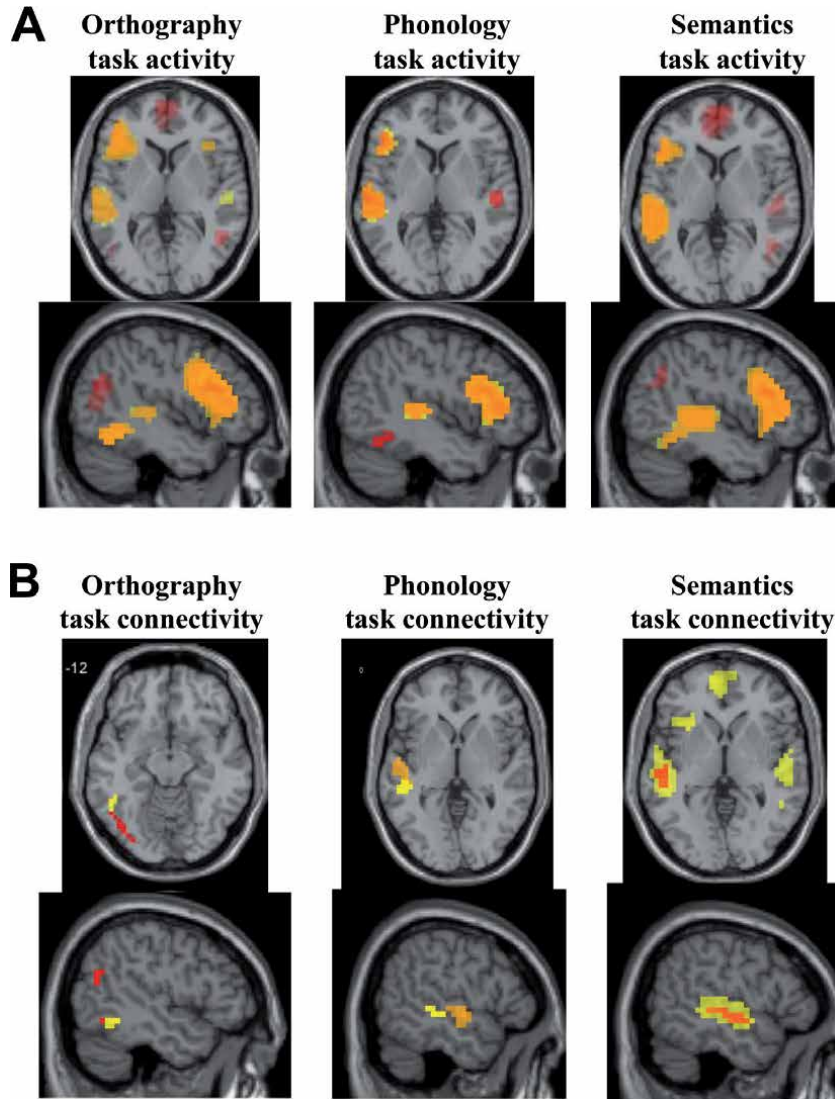 A
Orthography
task activity
Phonology
task activity
Semantics
task activity
B
Orthography
task connectivity
Phonology
task connectivity
Semantics
task connectivity
-12
0